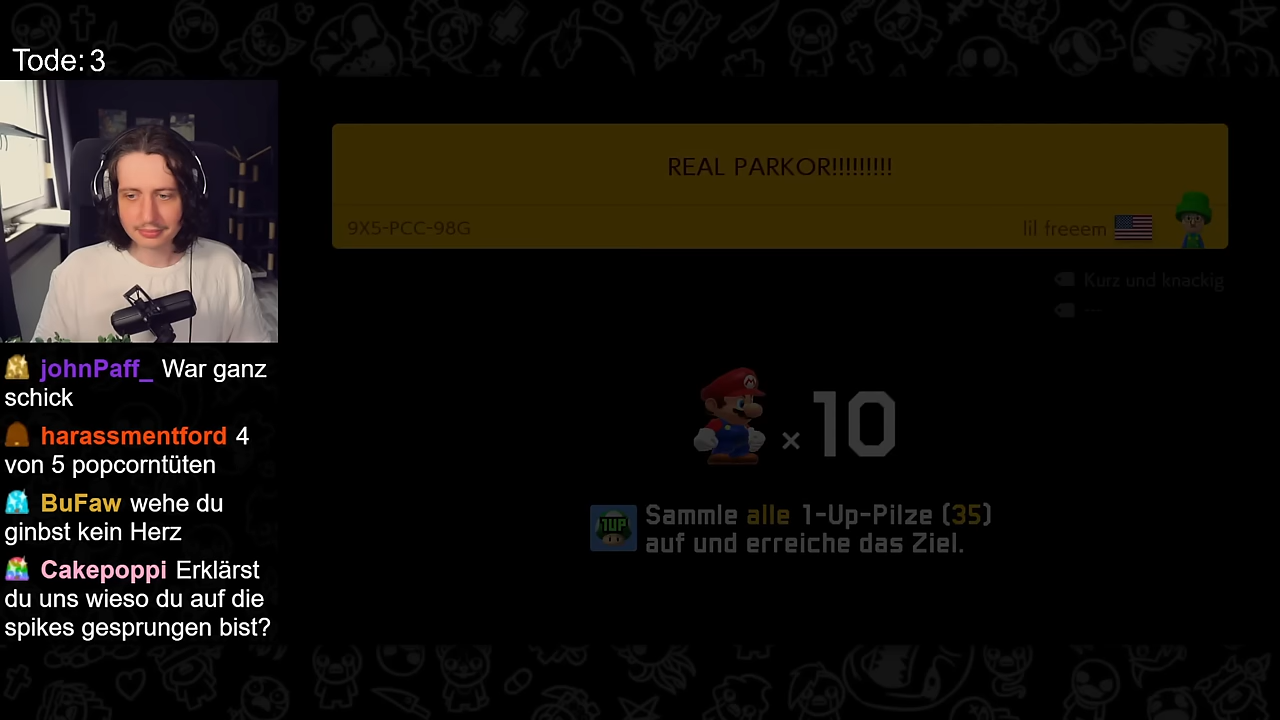 Tode: 3
REAL PARKOR!!!!!!!!!
9X5-PCC-98G
lil freeem
Kurz und knackig
---
× 10
1UP
Sammle alle 1-Up-Pilze (35)
auf und erreiche das Ziel.
johnPaff_ War ganz
schick
harassmentford 4
von 5 popcorntüten
BuFaw wehe du
ginbst kein Herz
Cakepoppi Erklärst
du uns wieso du auf die
spikes gesprungen bist?